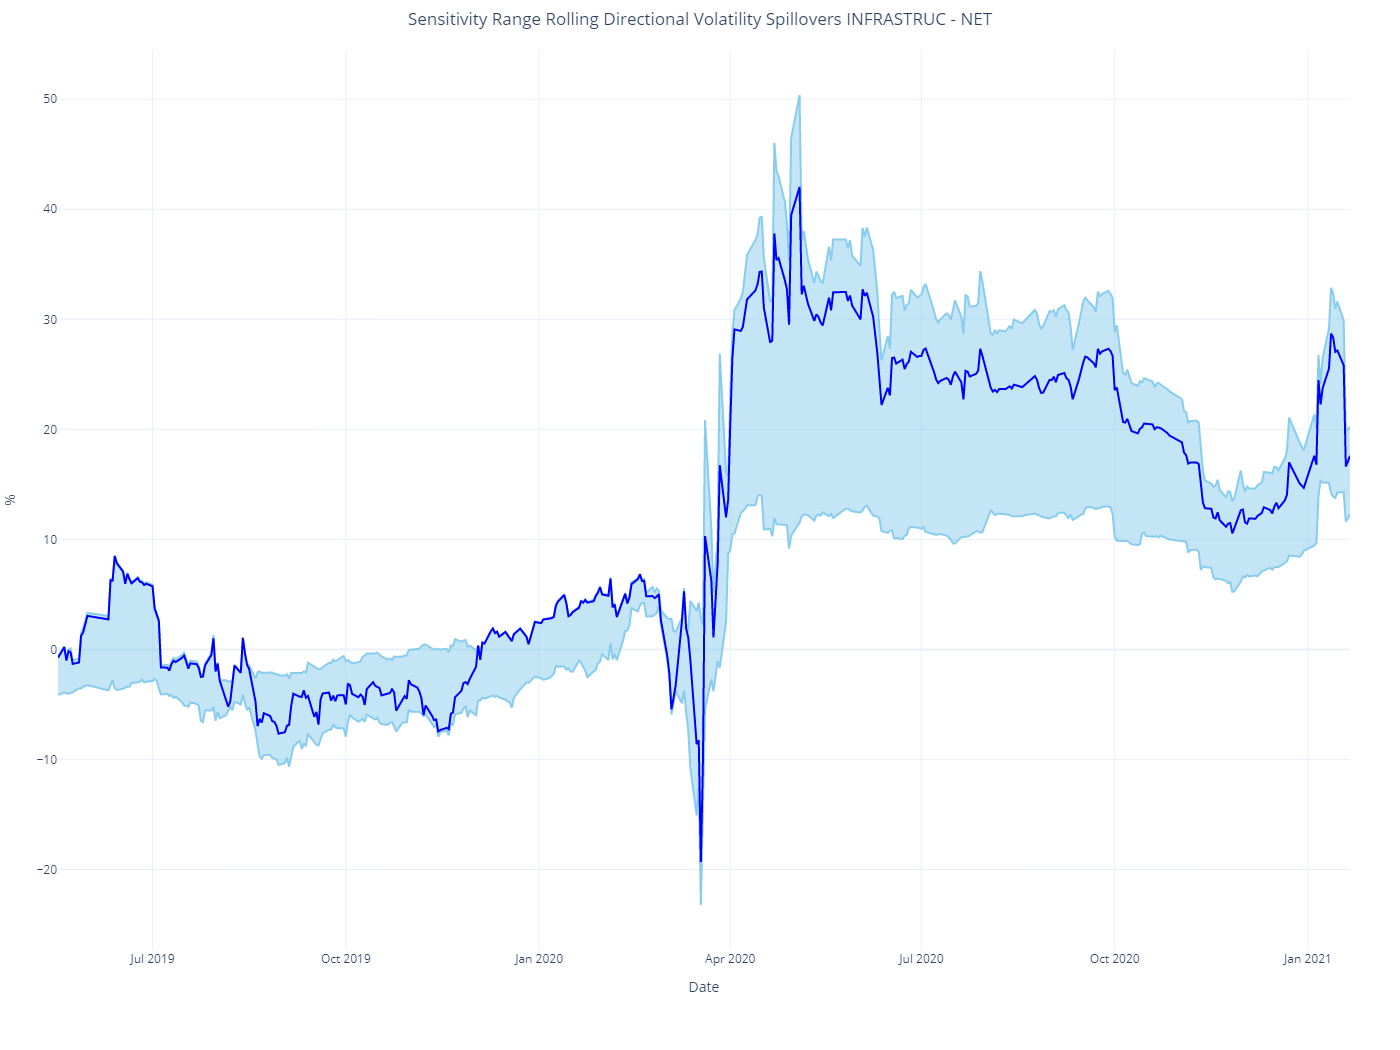 Sensitivity Range Rolling Directional Volatility Spillovers INFRASTRUC - NET
50
40
30
20
10
0
−10
−20
%
Jul 2019
Oct 2019
Jan 2020
Apr 2020
Jul 2020
Oct 2020
Jan 2021
Date